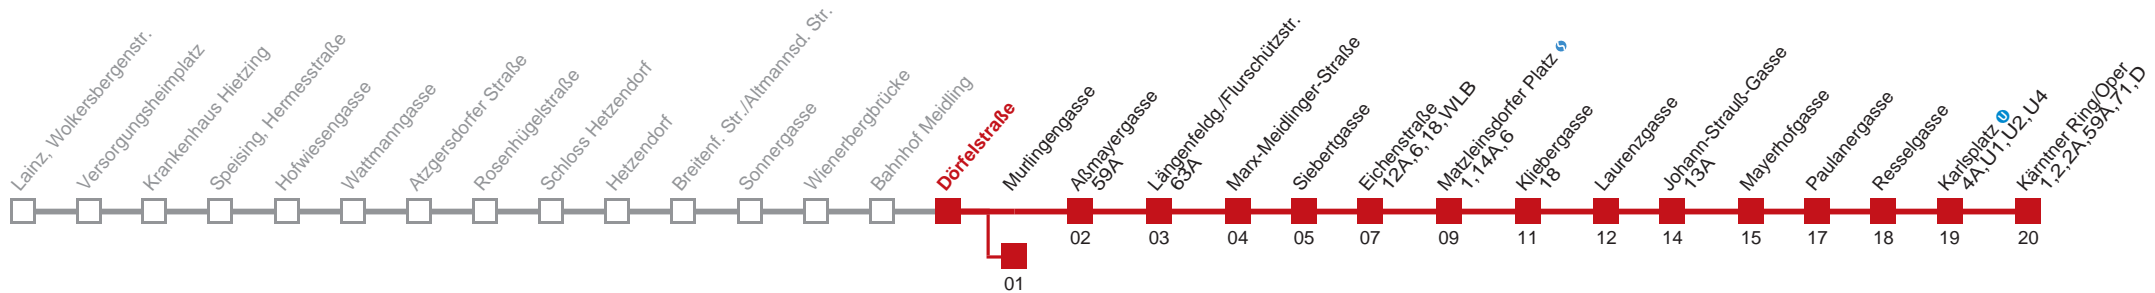 Lainz, Wolkersbergenstr.
Versorgungsheimplatz
Krankenhaus Hietzing
Speising, Hermesstraße
Hofwiesengasse
Wattmanngasse
Atzgersdorfer Straße
Rosenhügelstraße
Schloss Hetzendorf
Hetzendorf
Breitenf. Str./Altmannsd. Str.
Sonnergasse
Wienerbergbrücke
Bahnhof Meidling
Dörfelstraße
Murlingengasse
01
Aßmayergasse
59A
02
Längenfeldg./Flurschützstr.
63A
03
Marx-Meidlinger-Straße
04
Siebertgasse
05
Eichenstraße
12A,6,18,WLB
07
Matzleinsdorfer Platz S
1,14A,6
09
Kliebergasse
18
11
Laurenzgasse
12
Johann-Strauß-Gasse
13A
14
Mayerhofgasse
15
Paulanergasse
17
Resselgasse
18
Karlsplatz U
4A,U1,U2,U4
19
Kärntner Ring/Oper
1,2,2A,59A,71,D
20